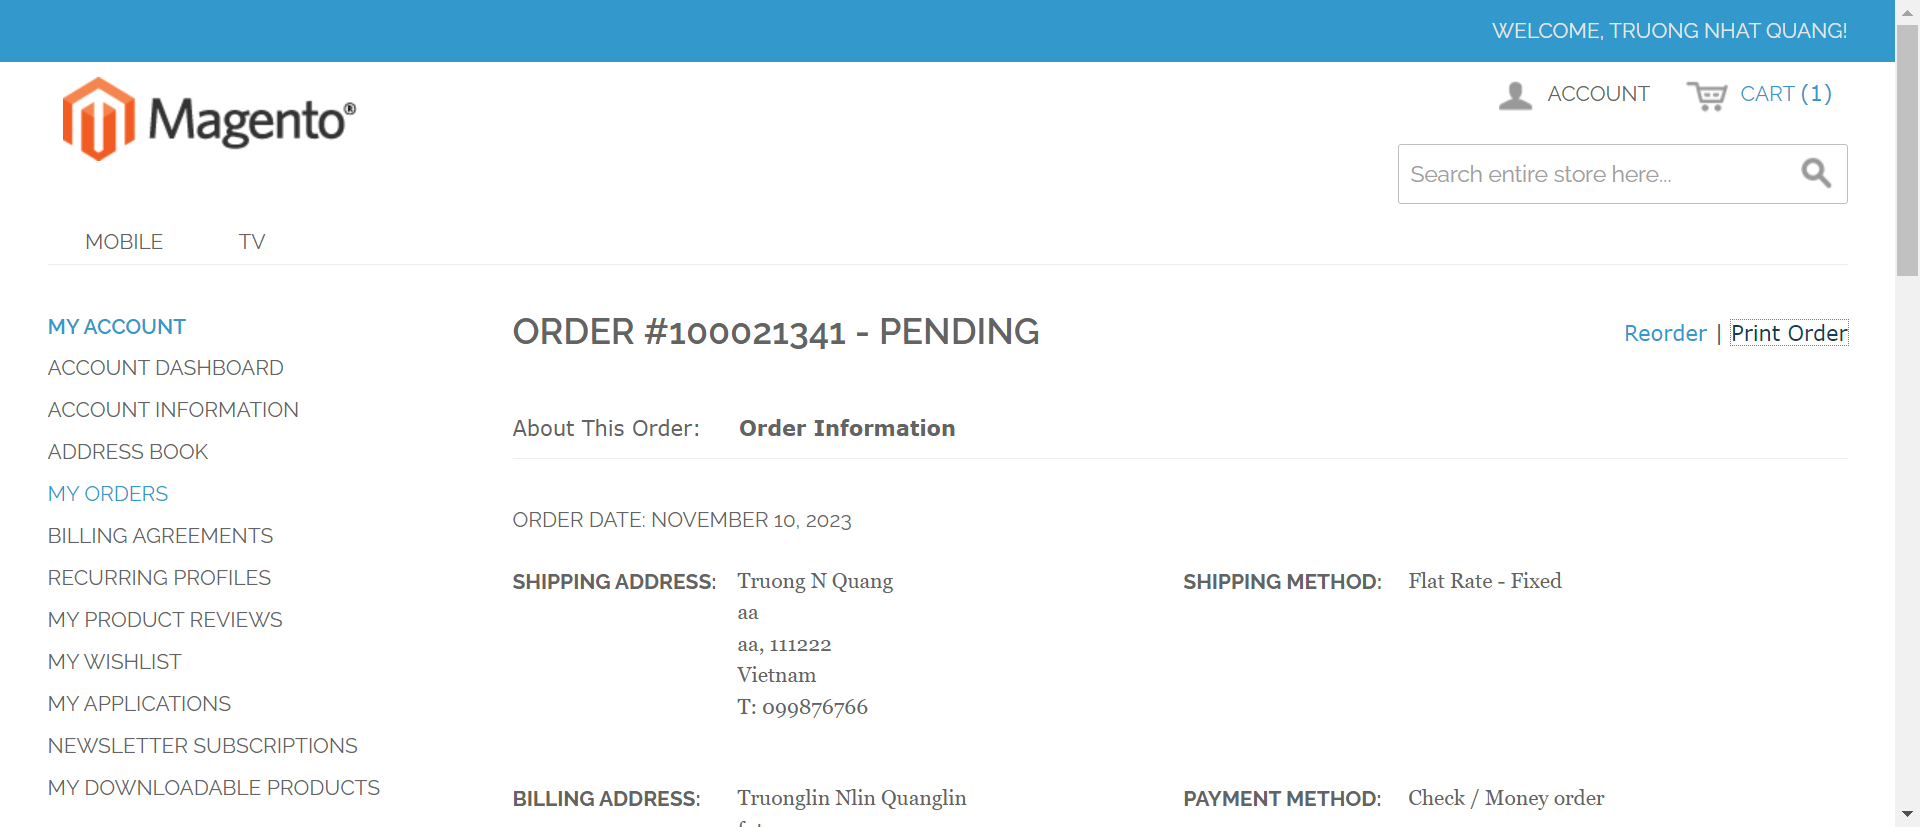 WELCOME, TRUONG NHAT QUANG!
Magento®
ACCOUNT
CART (1)
Search entire store here...
MOBILE TV
MY ACCOUNT
ACCOUNT DASHBOARD
ACCOUNT INFORMATION
ADDRESS BOOK
MY ORDERS
BILLING AGREEMENTS
RECURRING PROFILES
MY PRODUCT REVIEWS
MY WISHLIST
MY APPLICATIONS
NEWSLETTER SUBSCRIPTIONS
MY DOWNLOADABLE PRODUCTS
ORDER #100021341 - PENDING
Reorder | Print Order
About This Order: Order Information
ORDER DATE: NOVEMBER 10, 2023
SHIPPING ADDRESS: Truong N Quang
aa
aa, 111222
Vietnam
T: 099876766
SHIPPING METHOD: Flat Rate - Fixed
BILLING ADDRESS: Truonglin Nlin Quanglin
PAYMENT METHOD: Check / Money order